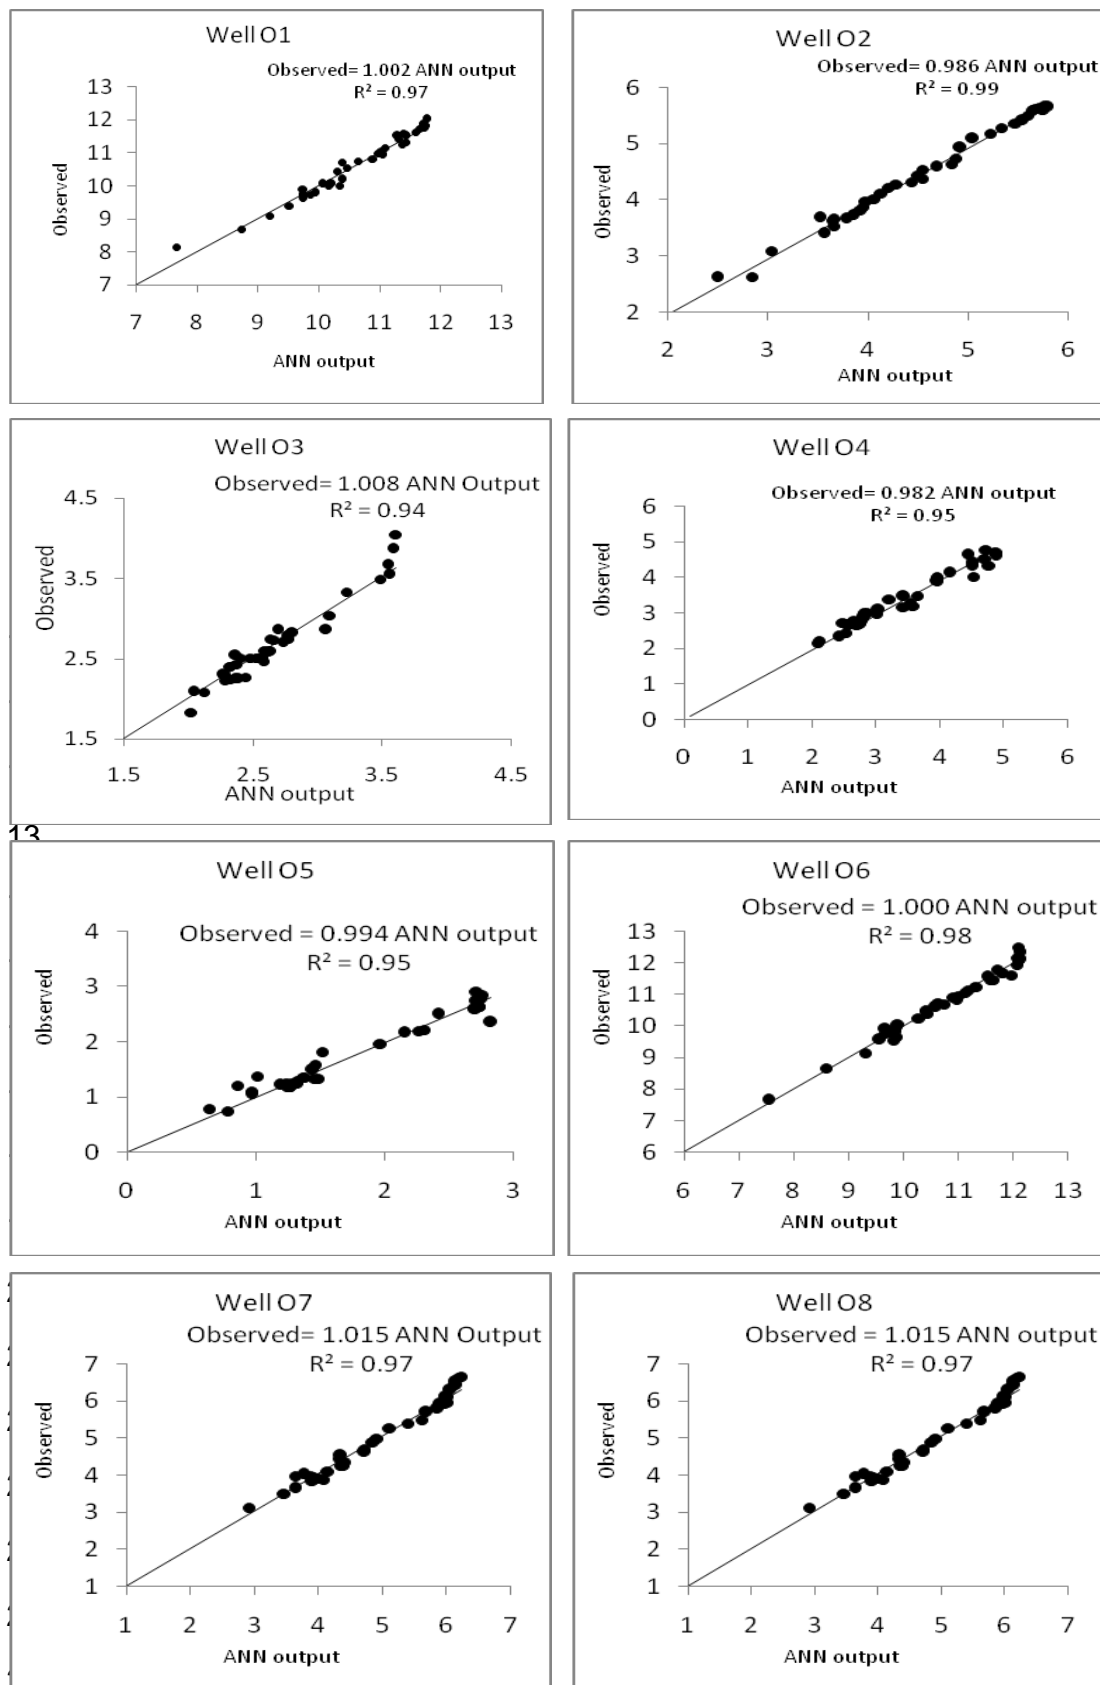 Well O1
Observed= 1.002 ANN output
R² = 0.97
13
12
11
10
9
8
7
Observed
7 8 9 10 11 12 13
ANN output
Well O2
Observed= 0.986 ANN output
R² = 0.99
6
5
4
3
2
Observed
2 3 4 5 6
ANN output
Well O3
Observed= 1.008 ANN Output
R² = 0.94
4.5
3.5
2.5
1.5
Observed
1.5 2.5 3.5 4.5
ANN output
Well O4
Observed= 0.982 ANN output
R² = 0.95
6
5
4
3
2
1
0
Observed
0 1 2 3 4 5 6
ANN output
13
Well O5
Observed = 0.994 ANN output
R² = 0.95
4
3
2
1
0
Observed
0 1 2 3
ANN output
Well O6
Observed = 1.000 ANN output
R² = 0.98
13
12
11
10
9
8
7
6
Observed
6 7 8 9 10 11 12 13
ANN output
Well O7
Observed= 1.015 ANN Output
R² = 0.97
7
6
5
4
3
2
1
Observed
1 2 3 4 5 6 7
ANN output
Well O8
Observed= 1.015 ANN output
R² = 0.97
7
6
5
4
3
2
1
Observed
1 2 3 4 5 6 7
ANN output